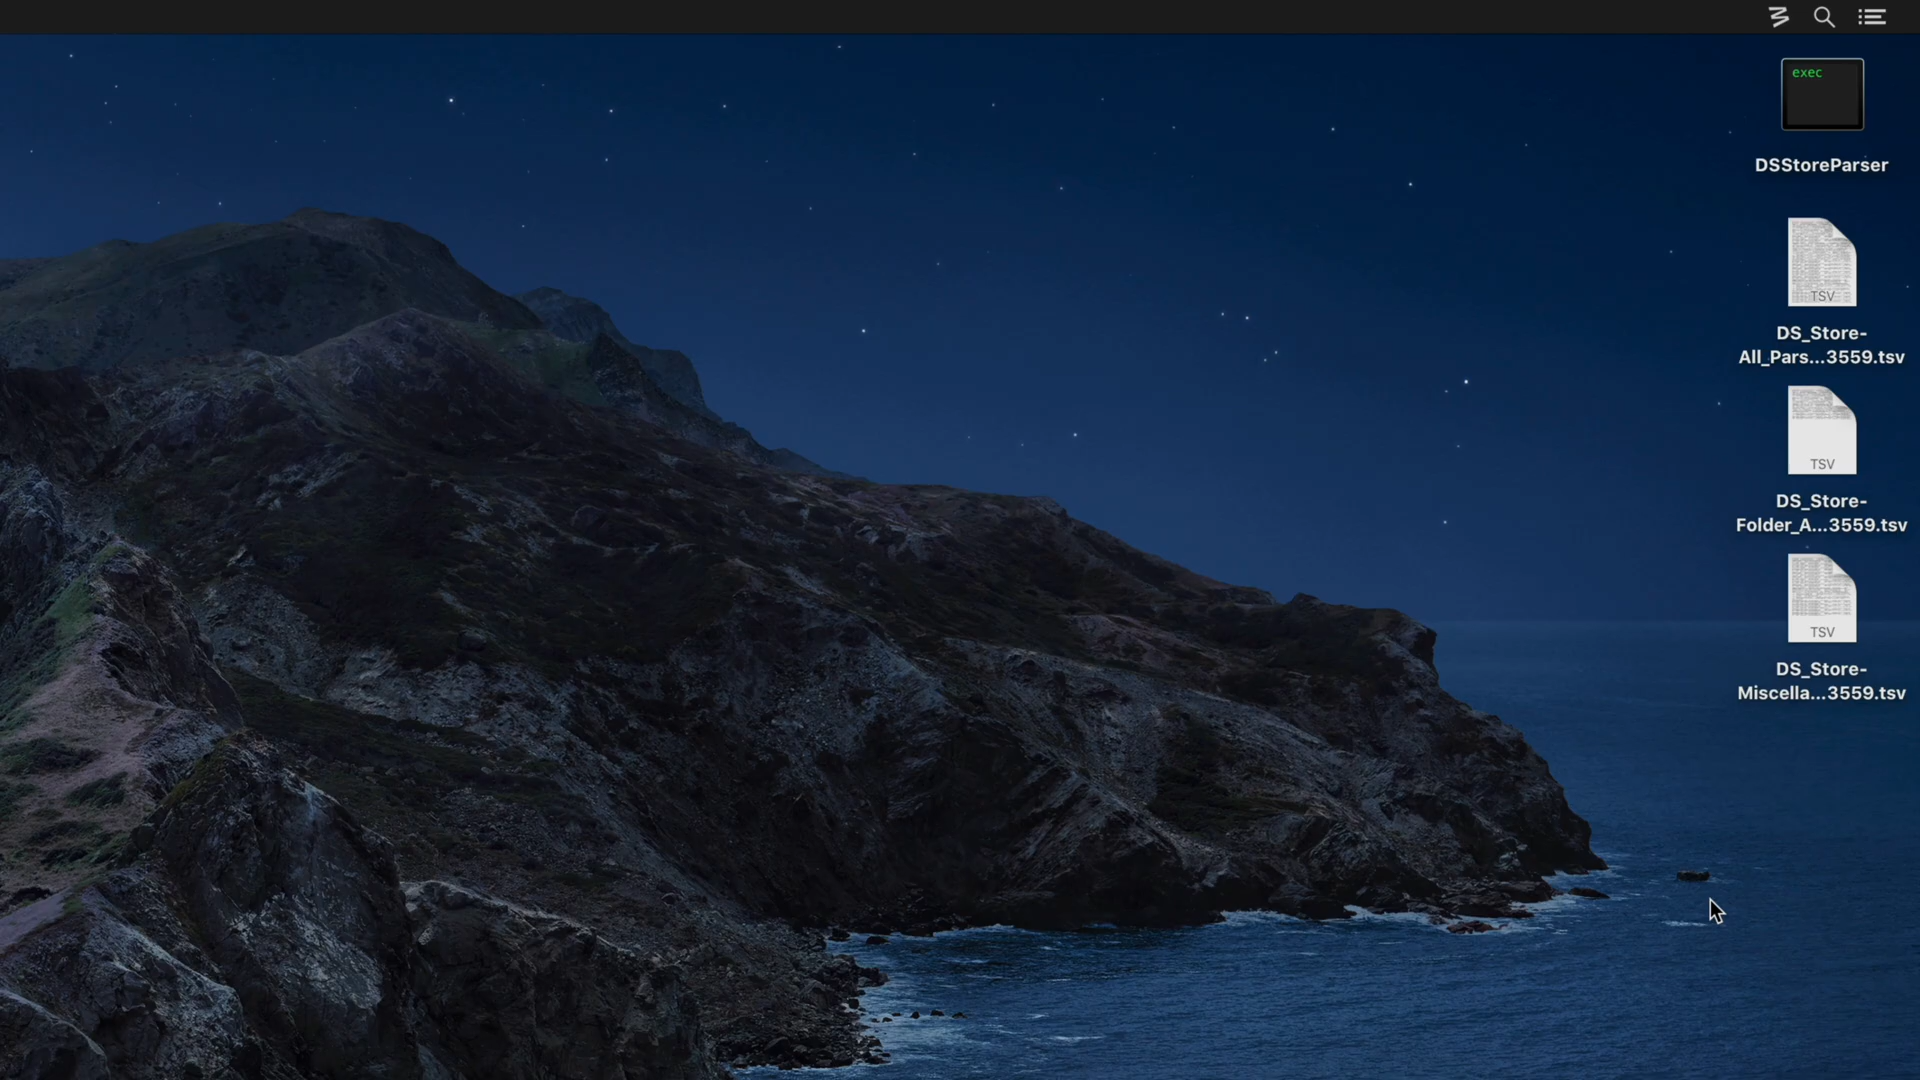 exec
DSStoreParser
TSV
DS_Store-
All_Pars...3559.tsv
TSV
DS_Store-
Folder_A...3559.tsv
TSV
DS_Store-
Miscella...3559.tsv